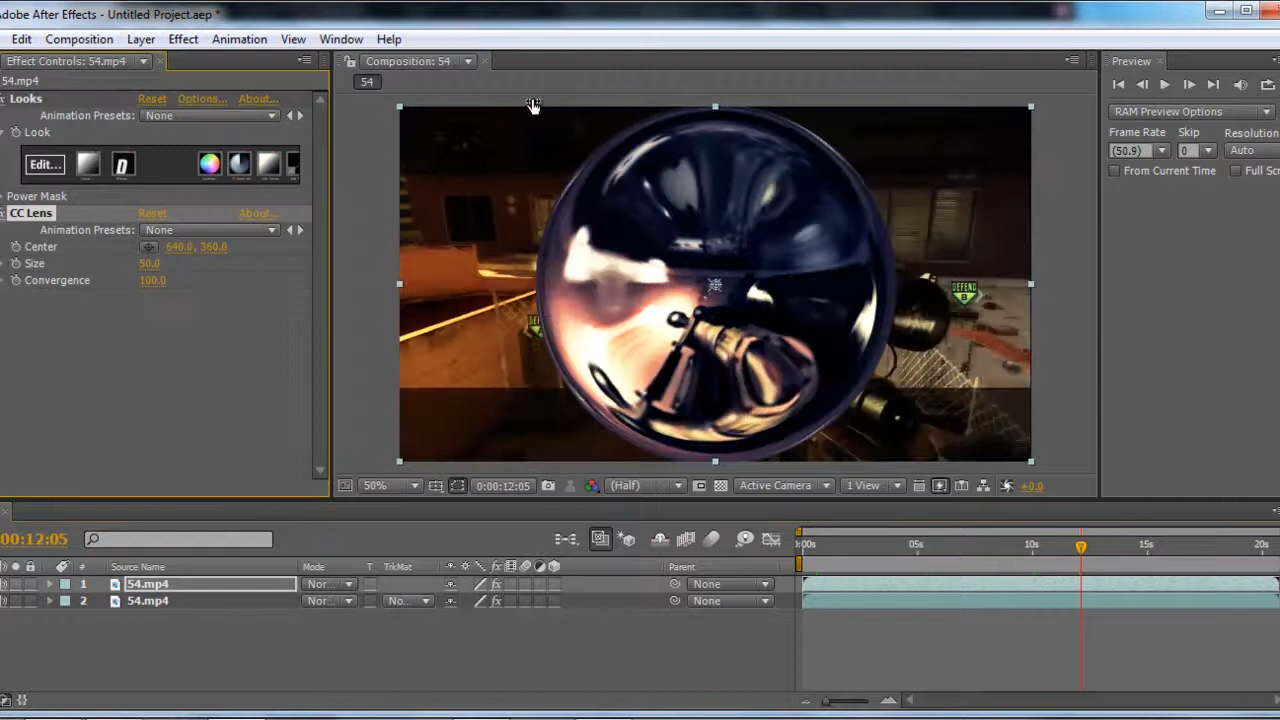 Adobe After Effects - Untitled Project.aep *
Edit Composition Layer Effect Animation View Window Help
Effect Controls: 54.mp4
Composition: 54
Preview
54.mp4
54
Looks Reset Options... About...
Animation Presets: None
Look
Edit...
Power Mask
CC Lens Reset About...
Animation Presets: None
Center 640.0, 360.0
Size 50.0
Convergence 100.0
DEFEND
B
RAM Preview Options
Frame Rate Skip Resolution
(50.9) 0 Auto
From Current Time Full Scr
50% 0:00:12:05 (Half) Active Camera 1 View +0.0
00:12:05
:00s 05s 10s 15s 20s
# Source Name Mode T TrkMat Parent
1 54.mp4 Nor... None
2 54.mp4 Nor... No... None